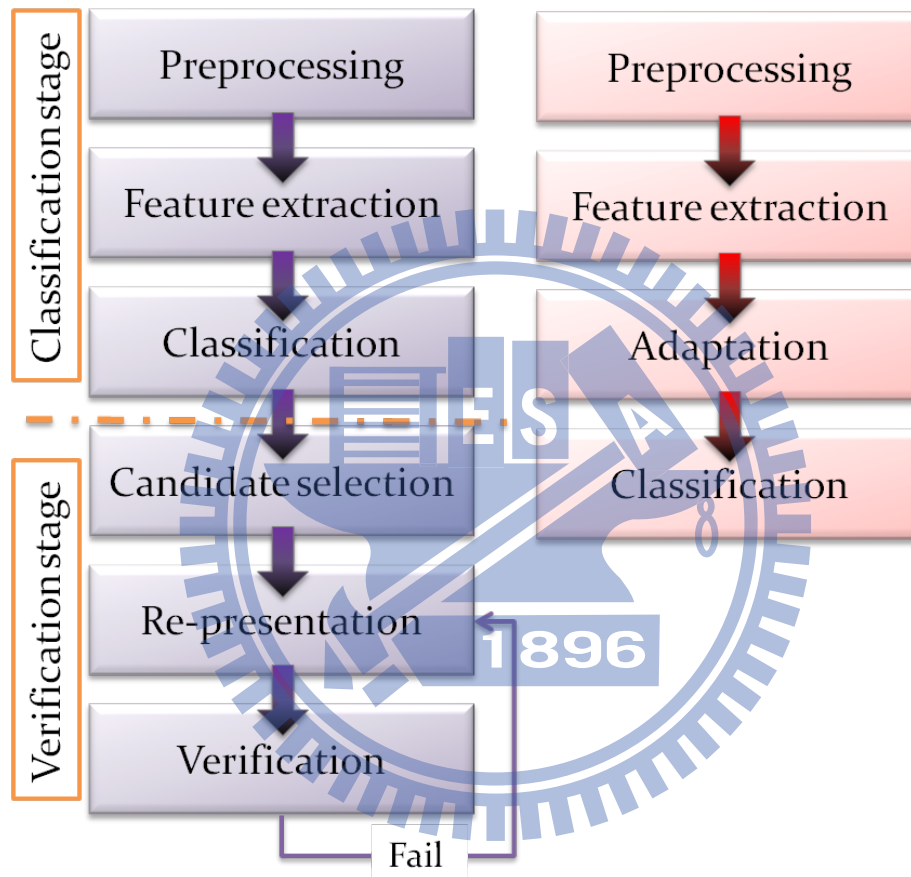 Classification stage
Preprocessing
Feature extraction
Classification
Verification stage
Candidate selection
Re-presentation
Verification
Fail
Preprocessing
Feature extraction
Adaptation
Classification
E S A
1896